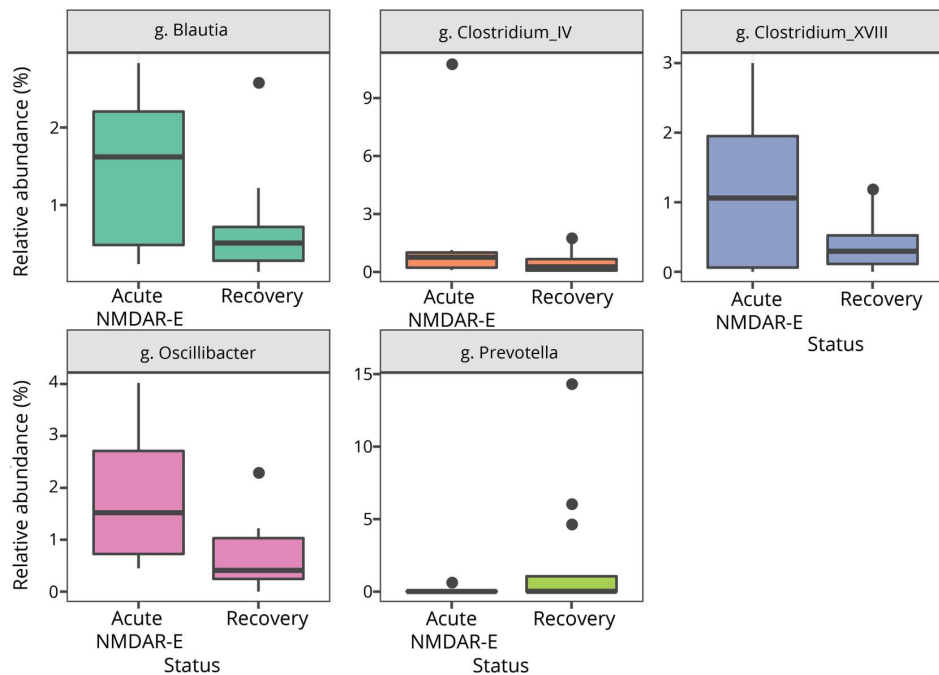 g. Blautia
g. Clostridium_IV
g. Clostridium_XVIII
Relative abundance (%)
2
1
9
6
3
0
3
2
1
0
Acute
NMDAR-E
Recovery
Acute
NMDAR-E
Recovery
Acute
NMDAR-E
Recovery
Status
g. Oscillibacter
g. Prevotella
Relative abundance (%)
4
3
2
1
0
15
10
5
0
Acute
NMDAR-E
Recovery
Status
Acute
NMDAR-E
Recovery
Status